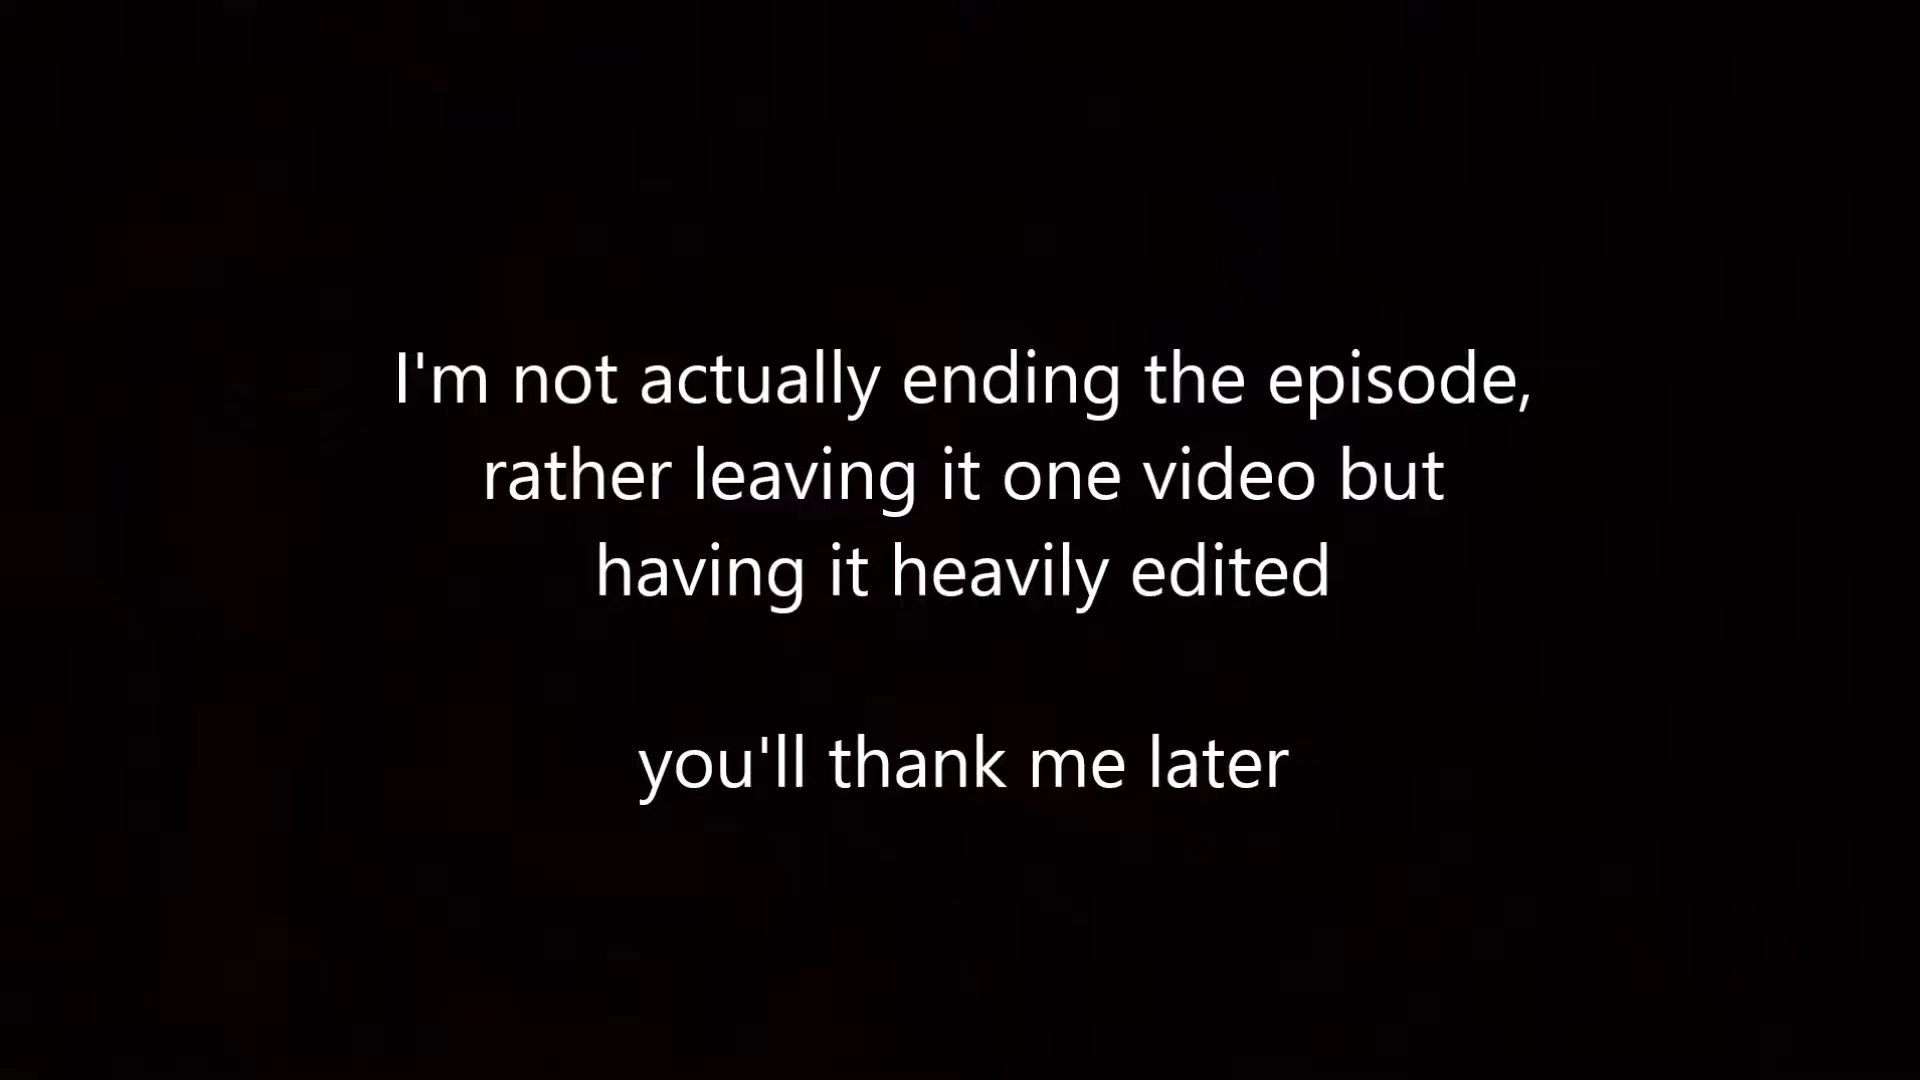 I'm not actually ending the episode,
rather leaving it one video but
having it heavily edited
you'll thank me later